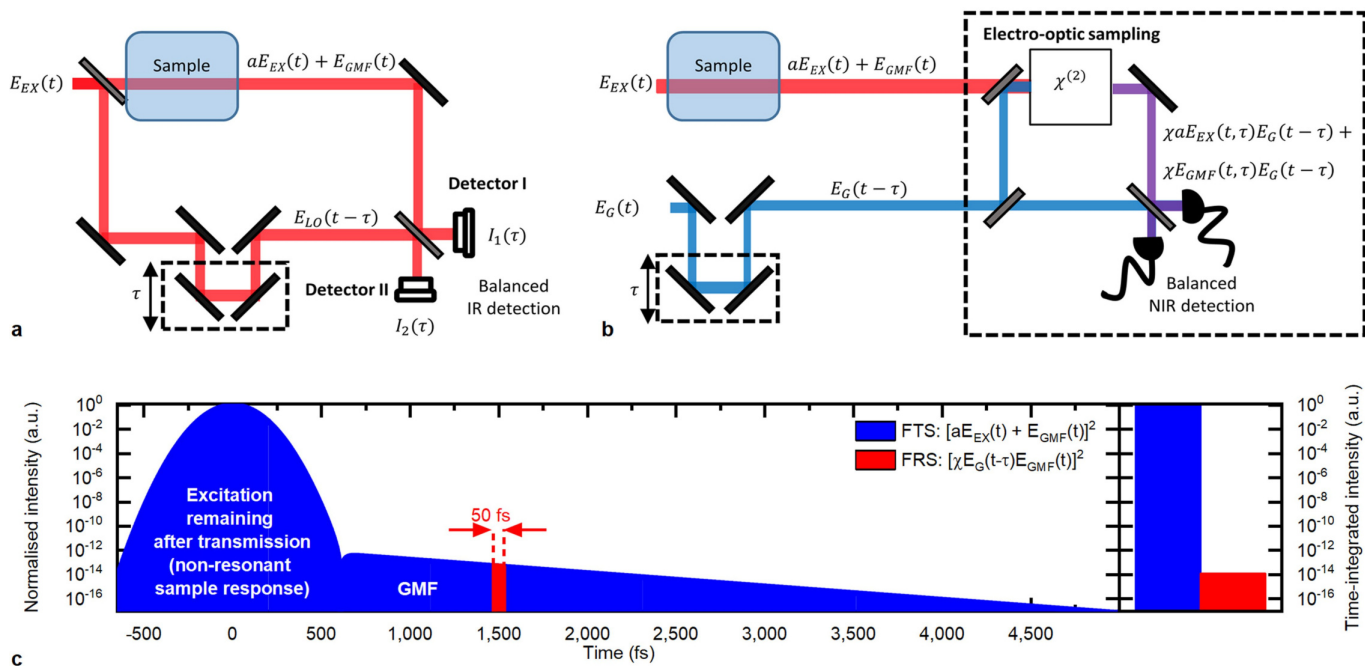 E_EX(t)
Sample
aE_EX(t) + E_GMF(t)
Detector I
E_LO(t − τ)
I_1(τ)
τ
Detector II
Balanced
IR detection
I_2(τ)
a
Electro-optic sampling
E_EX(t)
Sample
aE_EX(t) + E_GMF(t)
χ^(2)
χaE_EX(t, τ)E_G(t − τ) +
χE_GMF(t, τ)E_G(t − τ)
E_G(t)
E_G(t − τ)
τ
Balanced
NIR detection
b
Normalised intensity (a.u.)
10^0
10^-2
10^-4
10^-6
10^-8
10^-10
10^-12
10^-14
10^-16
Excitation
remaining
after transmission
(non-resonant
sample response)
GMF
50 fs
FTS: [aE_EX(t) + E_GMF(t)]^2
FRS: [χE_G(t-τ)E_GMF(t)]^2
10^0
10^-2
10^-4
10^-6
10^-8
10^-10
10^-12
10^-14
10^-16
Time-integrated intensity (a.u.)
-500 0 500 1,000 1,500 2,000 2,500 3,000 3,500 4,000 4,500
Time (fs)
c